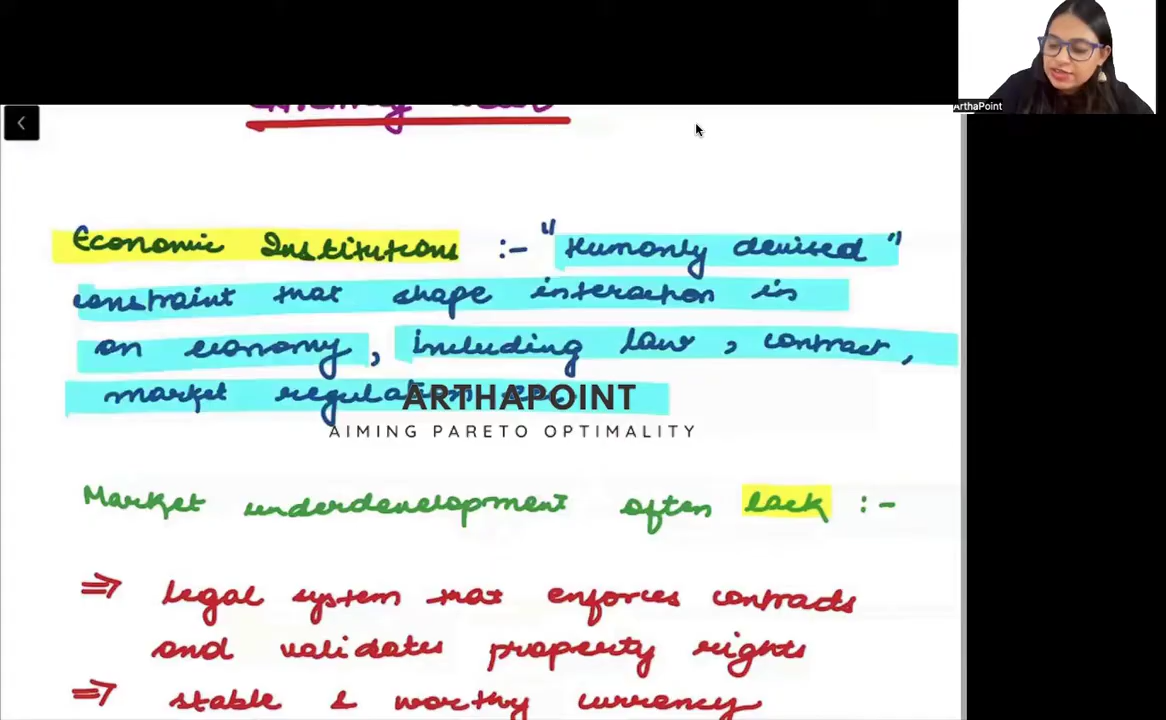 ArthaPoint
Economic Institutions :- "Humanly devised"
constraint that shape interaction in
an economy, including law, contract,
market regulation
ARTHAPOINT
AIMING PARETO OPTIMALITY
Market underdevelopment often lack :-
⇒ legal system that enforces contracts
and validates property rights
⇒ stable & worthy currency